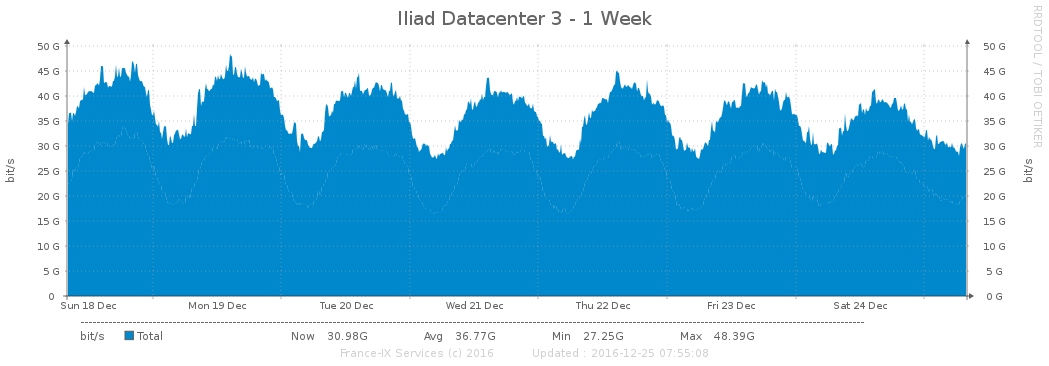 Iliad Datacenter 3 - 1 Week
RRDTOOL / TOBI OETIKER
50 G 50 G
45 G 45 G
40 G 40 G
35 G 35 G
30 G 30 G
25 G 25 G
20 G 20 G
15 G 15 G
10 G 10 G
5 G 5 G
0 0 G
bit/s bit/s
Sun 18 Dec Mon 19 Dec Tue 20 Dec Wed 21 Dec Thu 22 Dec Fri 23 Dec Sat 24 Dec
bit/s Total Now 30.98G Avg 36.77G Min 27.25G Max 48.39G
France-IX Services (c) 2016 Updated : 2016-12-25 07:55:08